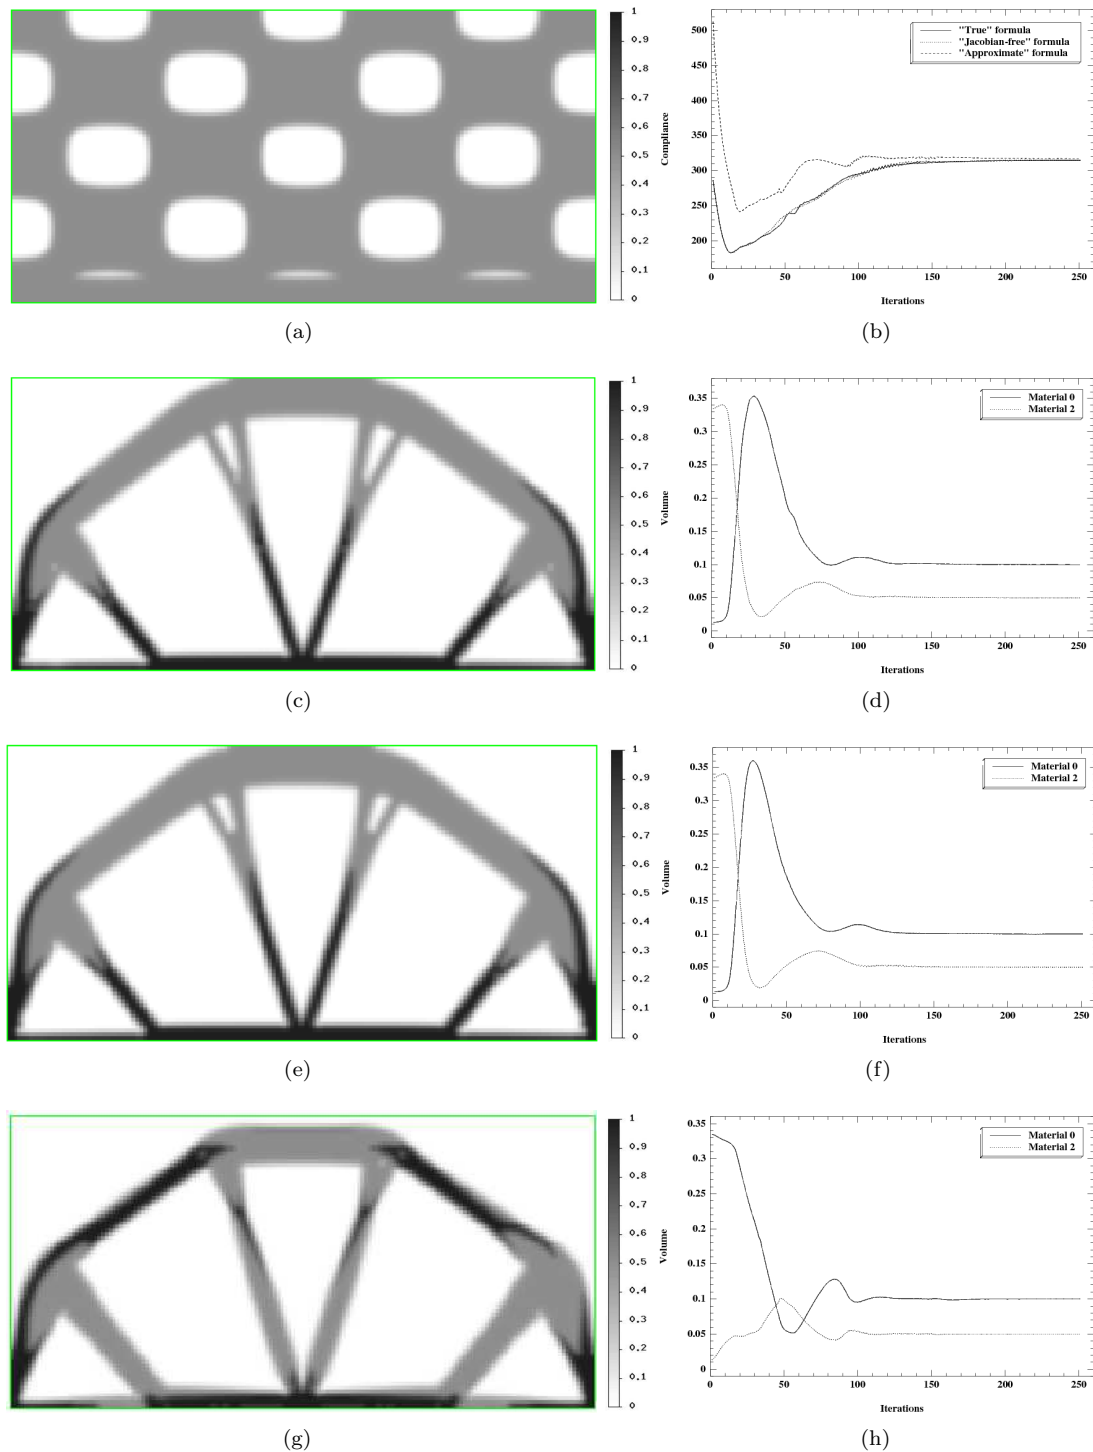 1
0.9
0.8
0.7
0.6
0.5
0.4
0.3
0.2
0.1
0
(a)
"True" formula
"Jacobian-free" formula
"Approximate" formula
500
450
400
350
300
250
200
Compliance
0 50 100 150 200 250
Iterations
(b)
1
0.9
0.8
0.7
0.6
0.5
0.4
0.3
0.2
0.1
0
(c)
Material 0
Material 2
0.35
0.3
0.25
0.2
0.15
0.1
0.05
0
Volume
0 50 100 150 200 250
Iterations
(d)
1
0.9
0.8
0.7
0.6
0.5
0.4
0.3
0.2
0.1
0
(e)
Material 0
Material 2
0.35
0.3
0.25
0.2
0.15
0.1
0.05
0
Volume
0 50 100 150 200 250
Iterations
(f)
1
0.9
0.8
0.7
0.6
0.5
0.4
0.3
0.2
0.1
0
(g)
Material 0
Material 2
0.35
0.3
0.25
0.2
0.15
0.1
0.05
0
Volume
0 50 100 150 200 250
Iterations
(h)